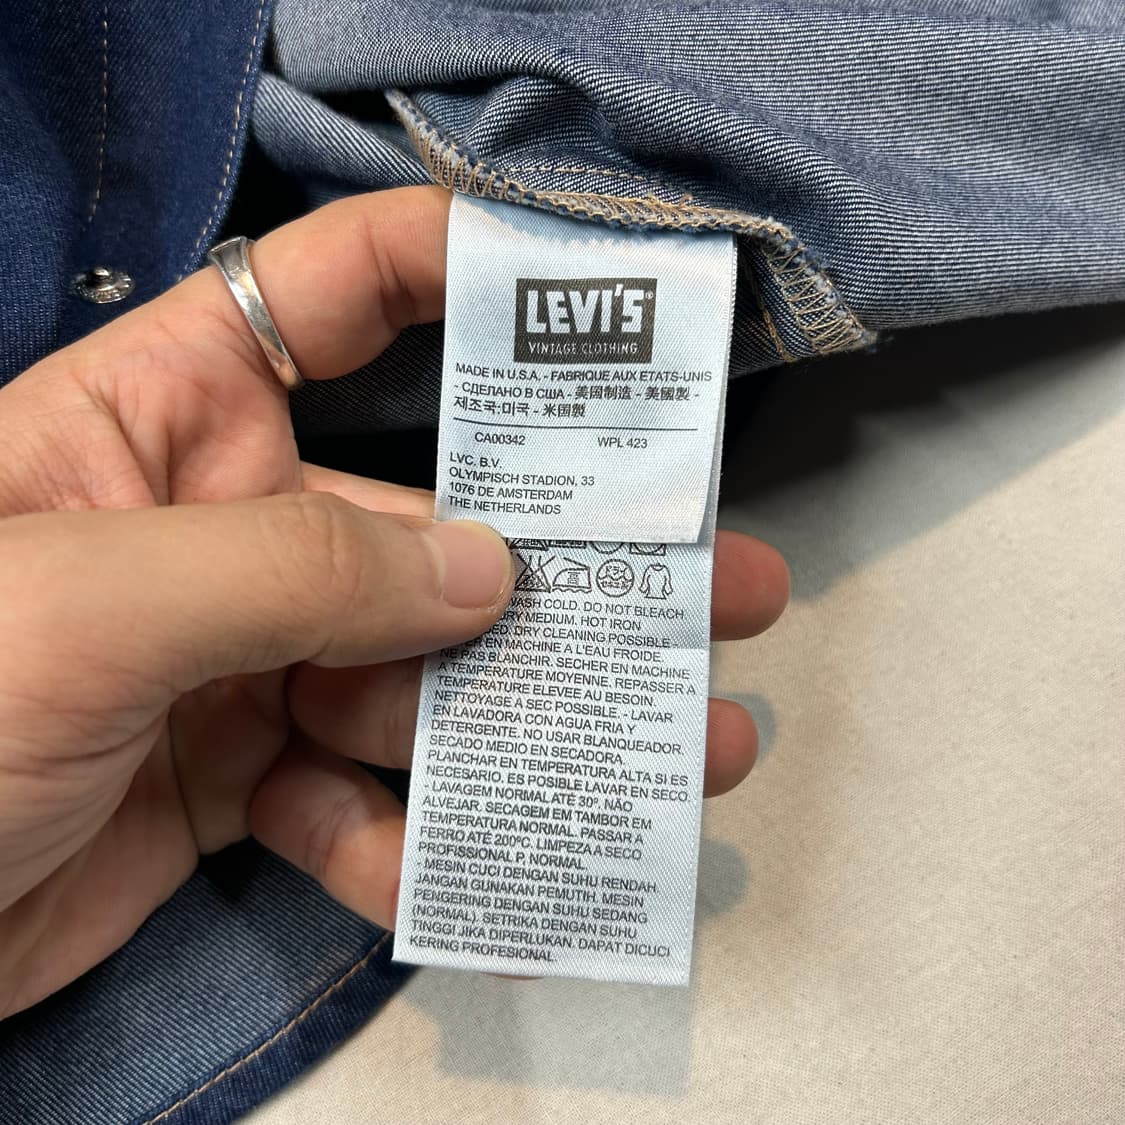 LEVI'S®
VINTAGE CLOTHING
MADE IN U.S.A. - FABRIQUE AUX ETATS-UNIS
- СДЕЛАНО В США - 美国制造 - 美國製 -
제조국:미국 - 米国製
CA00342 WPL 423
LVC. B.V.
OLYMPISCH STADION, 33
1076 DE AMSTERDAM
THE NETHERLANDS
WASH COLD. DO NOT BLEACH.
MEDIUM. HOT IRON
DRY CLEANING POSSIBLE -
EN MACHINE A L'EAU FROIDE.
NE PAS BLANCHIR. SECHER EN MACHINE
A TEMPERATURE MOYENNE. REPASSER A
TEMPERATURE ELEVEE AU BESOIN.
NETTOYAGE A SEC POSSIBLE. - LAVAR
EN LAVADORA CON AGUA FRIA Y
DETERGENTE. NO USAR BLANQUEADOR.
SECADO MEDIO EN SECADORA.
PLANCHAR EN TEMPERATURA ALTA SI ES
NECESARIO. ES POSIBLE LAVAR EN SECO.
- LAVAGEM NORMAL ATÉ 30º. NÃO
ALVEJAR. SECAGEM EM TAMBOR EM
TEMPERATURA NORMAL. PASSAR A
FERRO ATÉ 200ºC. LIMPEZA A SECO
PROFISSIONAL P. NORMAL
- MESIN CUCI DENGAN SUHU RENDAH.
JANGAN GUNAKAN PEMUTIH. MESIN
PENGERING DENGAN SUHU SEDANG
(NORMAL). SETRIKA DENGAN SUHU
TINGGI JIKA DIPERLUKAN. DAPAT DICUCI
KERING PROFESIONAL